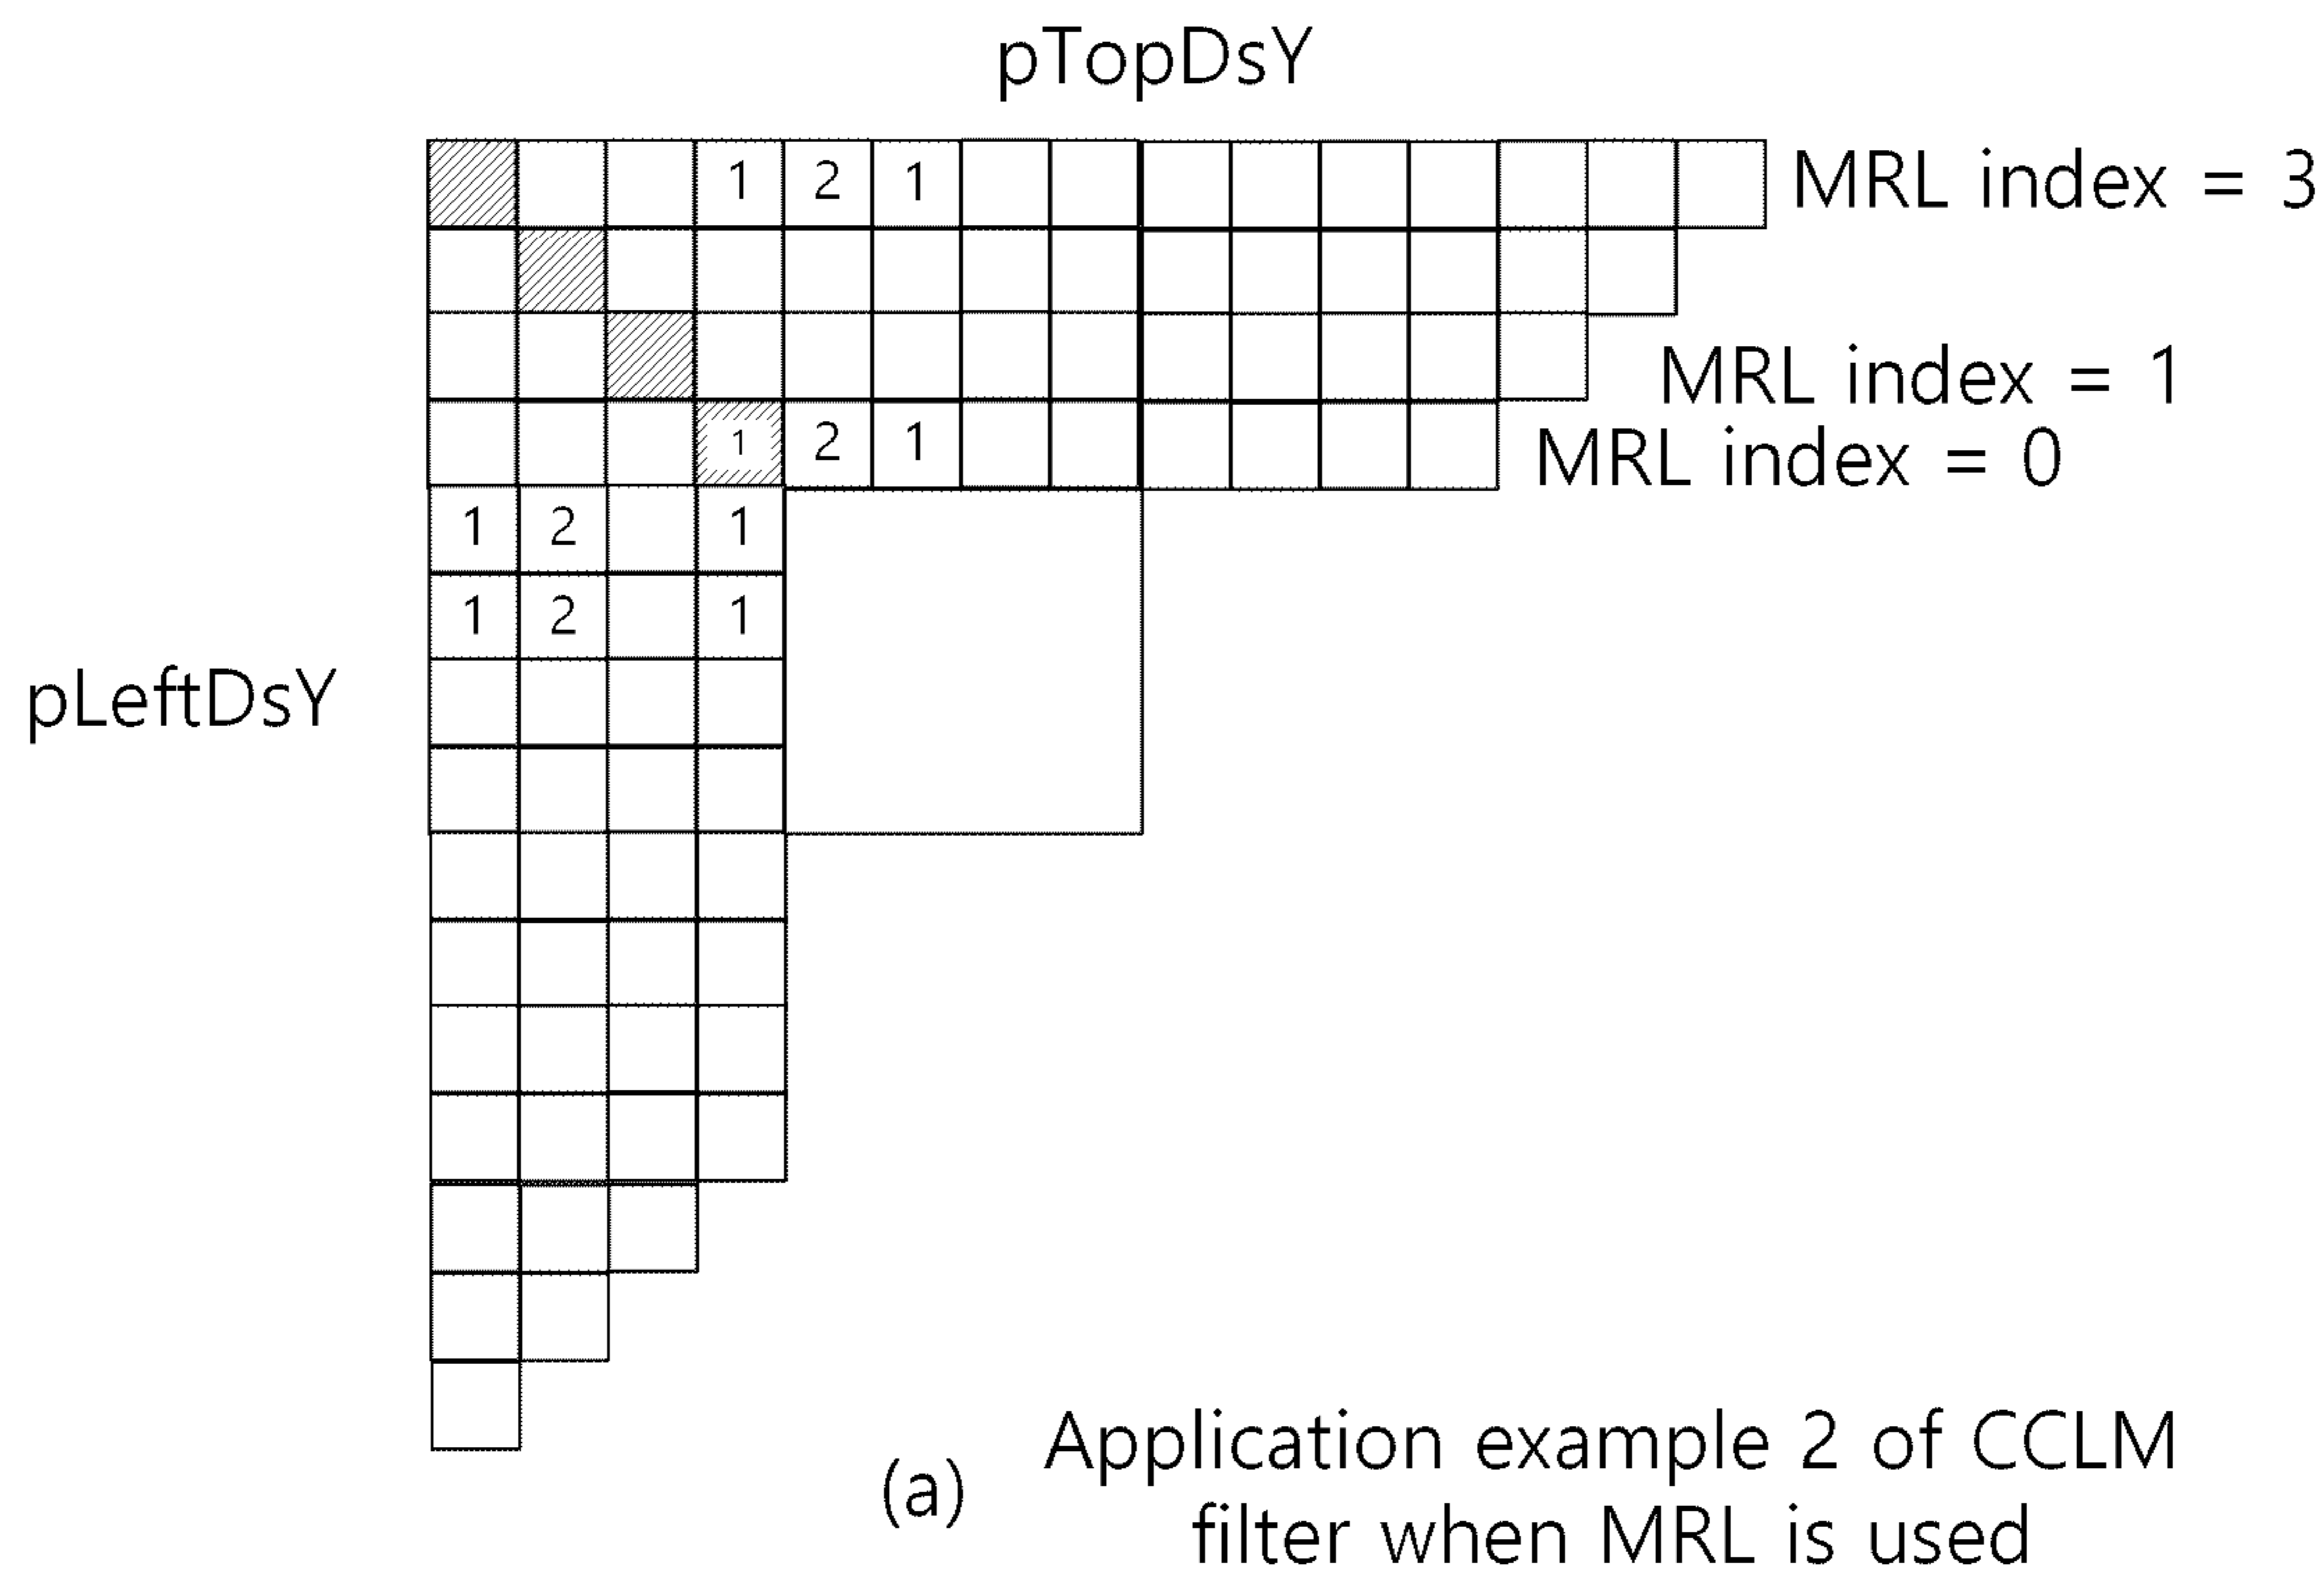 pTopDsY
1 2 1 MRL index = 3
MRL index = 1
1 2 1 MRL index = 0
1 2 1
1 2 1
pLeftDsY
(a) Application example 2 of CCLM
filter when MRL is used